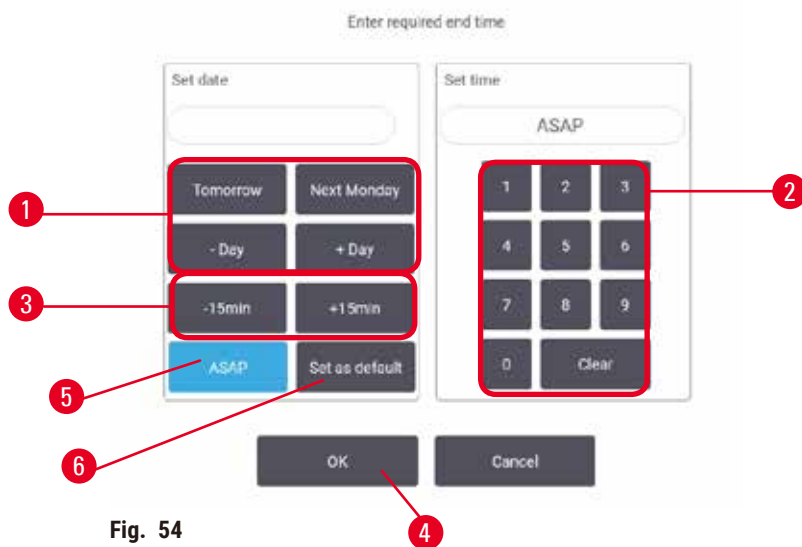 Enter required end time
Set date
Set time
ASAP
Tomorrow
Next Monday
1
2
3
- Day
+ Day
4
5
6
-15min
+15min
7
8
9
ASAP
Set as default
0
Clear
OK
Cancel
1
2
3
5
6
4
Fig. 54